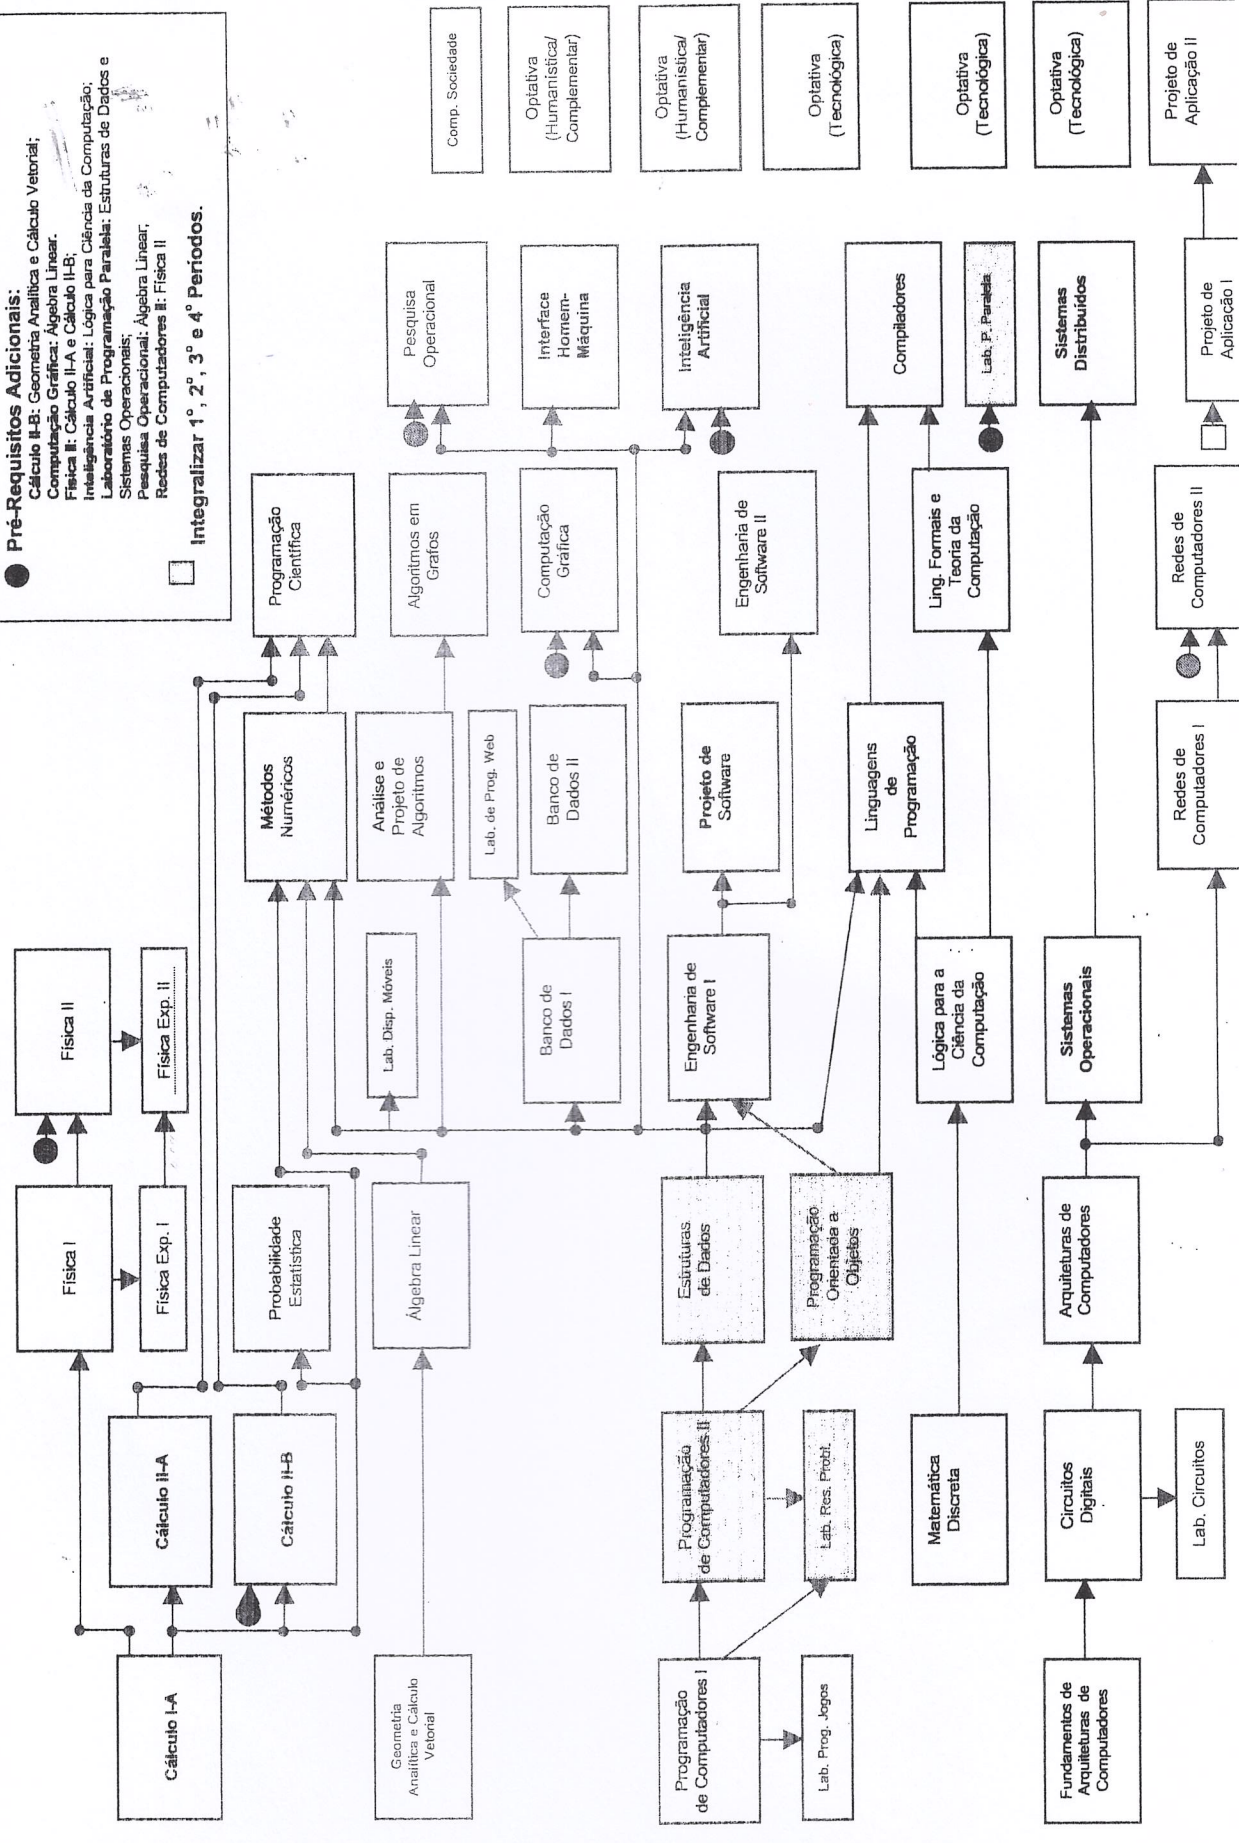 Pré-Requisitos Adicionais:
Cálculo II-B: Geometria Analítica e Cálculo Vetorial;
Computação Gráfica: Álgebra Linear.
Física II: Cálculo II-A e Cálculo II-B;
Inteligência Artificial: Lógica para Ciência da Computação;
Laboratório de Programação Paralela: Estruturas de Dados e
Sistemas Operacionais;
Pesquisa Operacional: Álgebra Linear;
Redes de Computadores II: Física II
Integralizar 1°, 2°, 3° e 4° Períodos.
Cálculo I-A
Geometria
Analítica e Cálculo
Vetorial
Programação
de Computadores I
Lab. Prog. Jogos
Fundamentos de
Arquiteturas de
Computadores
Cálculo II-A
Cálculo II-B
Programação
de Computadores II
Lab. Res. Probl.
Matemática
Discreta
Circuitos
Digitais
Lab. Circuitos
Física I
Física Exp. I
Probabilidade
Estatística
Álgebra Linear
Estruturas
de Dados
Programação
Orientada a
Objetos
Arquiteturas de
Computadores
Física II
Física Exp. II
Lab. Disp. Móveis
Banco de
Dados I
Engenharia de
Software I
Lógica para a
Ciência da
Computação
Sistemas
Operacionais
Métodos
Numéricos
Análise e
Projeto de
Algoritmos
Lab. de Prog. Web
Banco de
Dados II
Projeto de
Software
Linguagens
de
Programação
Redes de
Computadores I
Programação
Científica
Algoritmos em
Grafos
Computação
Gráfica
Engenharia de
Software II
Ling. Formais e
Teoria da
Computação
Redes de
Computadores II
Pesquisa
Operacional
Interface
Homem-
Máquina
Inteligência
Artificial
Compiladores
Lab. P. Paralela
Sistemas
Distribuídos
Projeto de
Aplicação I
Comp. Sociedade
Optativa
(Humanística/
Complementar)
Optativa
(Humanística/
Complementar)
Optativa
(Tecnológica)
Optativa
(Tecnológica)
Optativa
(Tecnológica)
Projeto de
Aplicação II